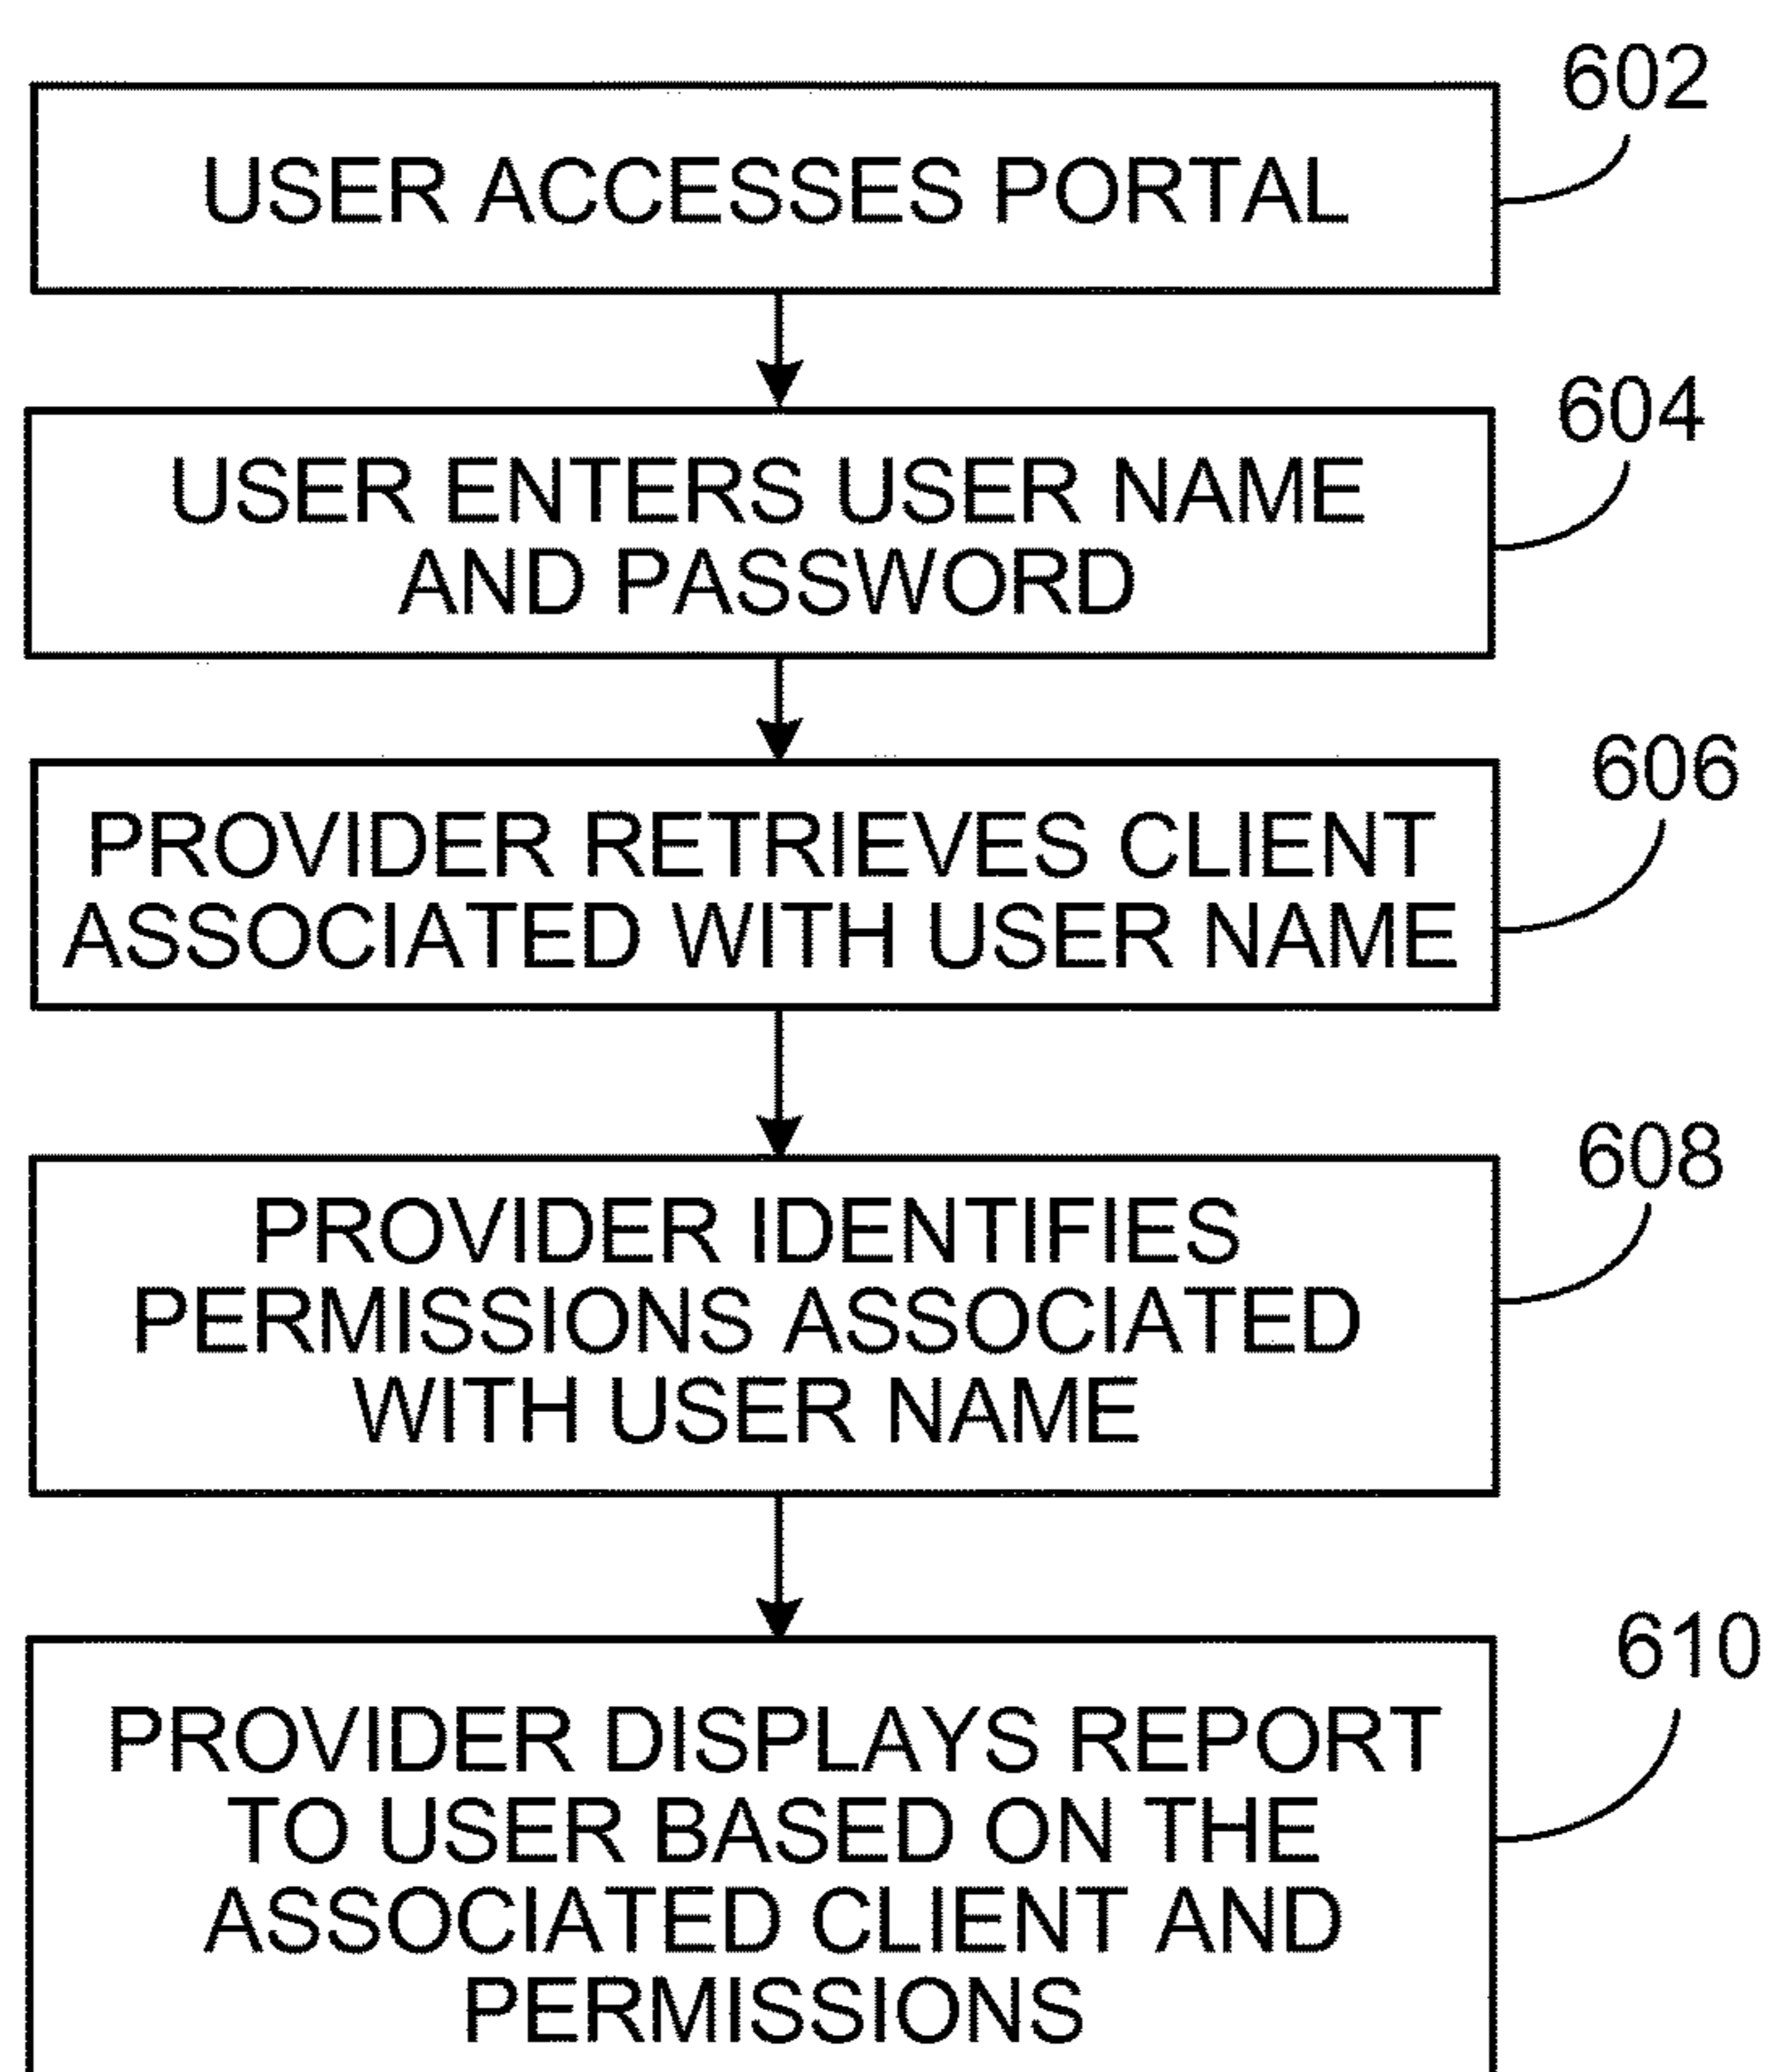 602
USER ACCESSES PORTAL
604
USER ENTERS USER NAME
AND PASSWORD
606
PROVIDER RETRIEVES CLIENT
ASSOCIATED WITH USER NAME
608
PROVIDER IDENTIFIES
PERMISSIONS ASSOCIATED
WITH USER NAME
610
PROVIDER DISPLAYS REPORT
TO USER BASED ON THE
ASSOCIATED CLIENT AND
PERMISSIONS